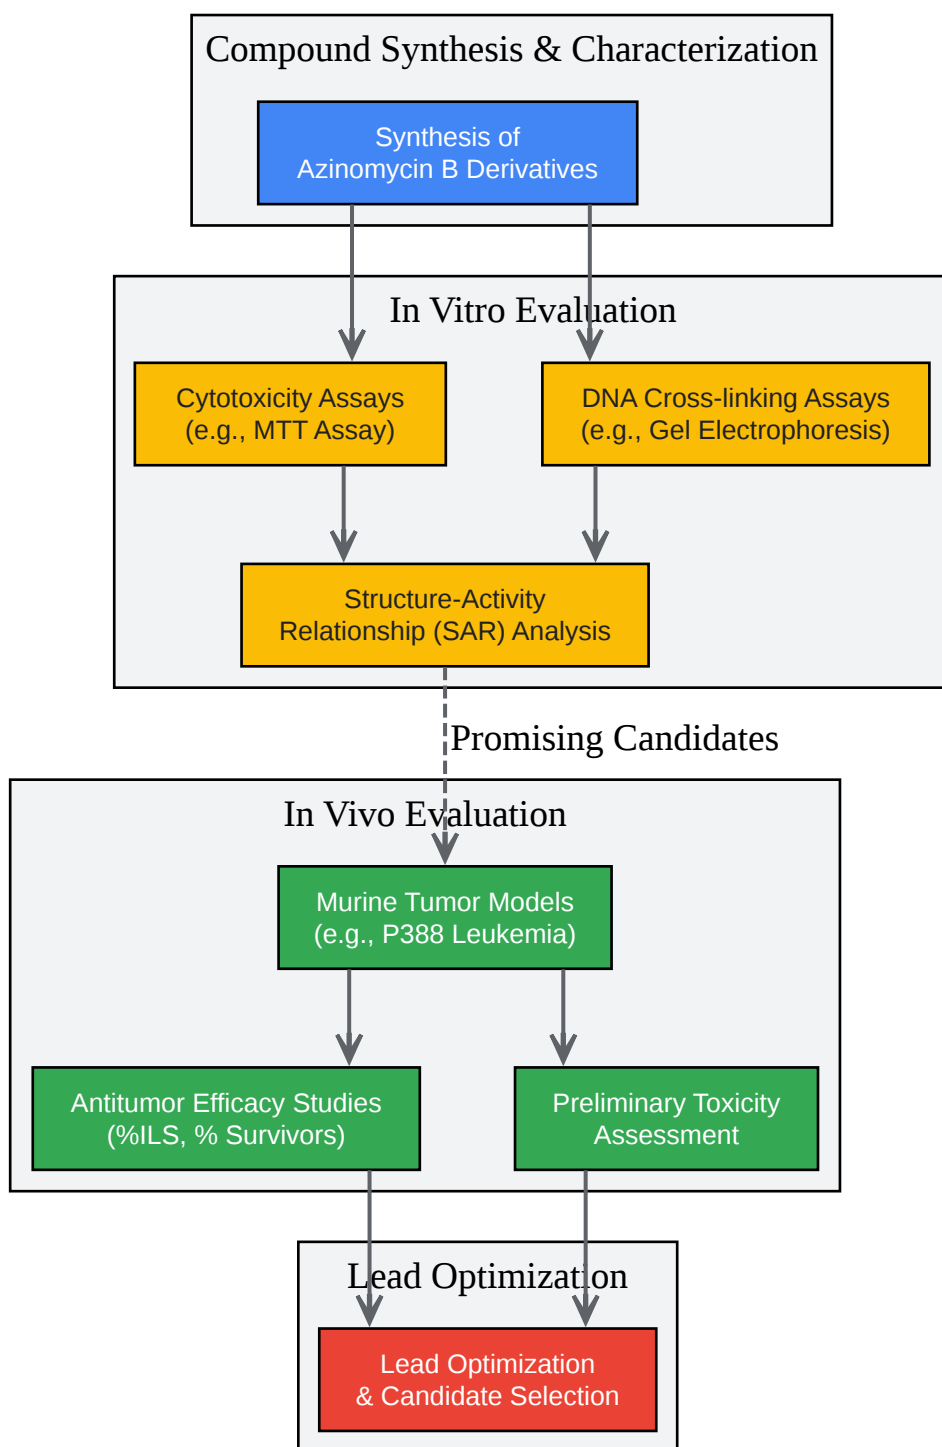 Compound Synthesis & Characterization
Synthesis of
Azinomycin B Derivatives
In Vitro Evaluation
Cytotoxicity Assays
(e.g., MTT Assay)
DNA Cross-linking Assays
(e.g., Gel Electrophoresis)
Structure-Activity
Relationship (SAR) Analysis
Promising Candidates
In Vivo Evaluation
Murine Tumor Models
(e.g., P388 Leukemia)
Antitumor Efficacy Studies
(%ILS, % Survivors)
Preliminary Toxicity
Assessment
Lead Optimization
Lead Optimization
& Candidate Selection